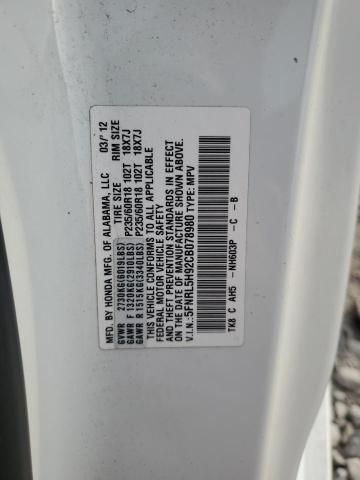 MFD. BY HONDA MFG. OF ALABAMA, LLC 03/'12
TIRE SIZE RIM SIZE
GVWR 2730KG(6019LBS)
GAWR F 1320KG(2910LBS) P235/60R18 102T 18X7J
GAWR R 1515KG(3340LBS) P235/60R18 102T 18X7J
THIS VEHICLE CONFORMS TO ALL APPLICABLE
FEDERAL MOTOR VEHICLE SAFETY
AND THEFT PREVENTION STANDARDS IN EFFECT
ON THE DATE OF MANUFACTURE SHOWN ABOVE.
V.I.N.:5FNRL5H92CB078980 TYPE: MPV
TK8 C AH5 -NH603P -C -B